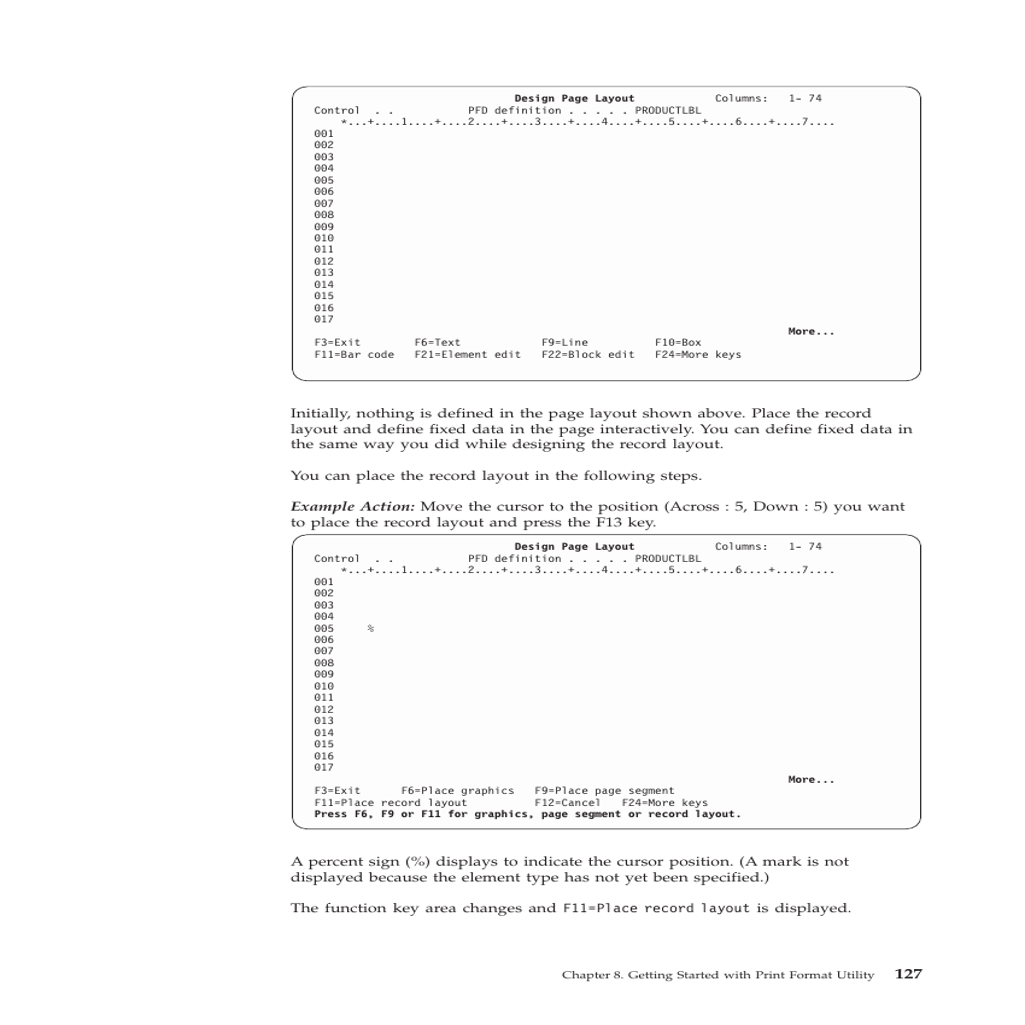 Design Page Layout            Columns:   1- 74
Control  . .           PFD definition . . . . . PRODUCTLBL
*...+....1....+....2....+....3....+....4....+....5....+....6....+....7....
001
002
003
004
005
006
007
008
009
010
011
012
013
014
015
016
017
More...
F3=Exit        F6=Text            F9=Line          F10=Box
F11=Bar code   F21=Element edit   F22=Block edit   F24=More keys
Initially, nothing is defined in the page layout shown above. Place the record
layout and define fixed data in the page interactively. You can define fixed data in
the same way you did while designing the record layout.
You can place the record layout in the following steps.
Example Action: Move the cursor to the position (Across : 5, Down : 5) you want
to place the record layout and press the F13 key.
Design Page Layout            Columns:   1- 74
Control  . .           PFD definition . . . . . PRODUCTLBL
*...+....1....+....2....+....3....+....4....+....5....+....6....+....7....
001
002
003
004
005     %
006
007
008
009
010
011
012
013
014
015
016
017
More...
F3=Exit      F6=Place graphics   F9=Place page segment
F11=Place record layout          F12=Cancel   F24=More keys
Press F6, F9 or F11 for graphics, page segment or record layout.
A percent sign (%) displays to indicate the cursor position. (A mark is not
displayed because the element type has not yet been specified.)
The function key area changes and F11=Place record layout is displayed.
Chapter 8. Getting Started with Print Format Utility    127